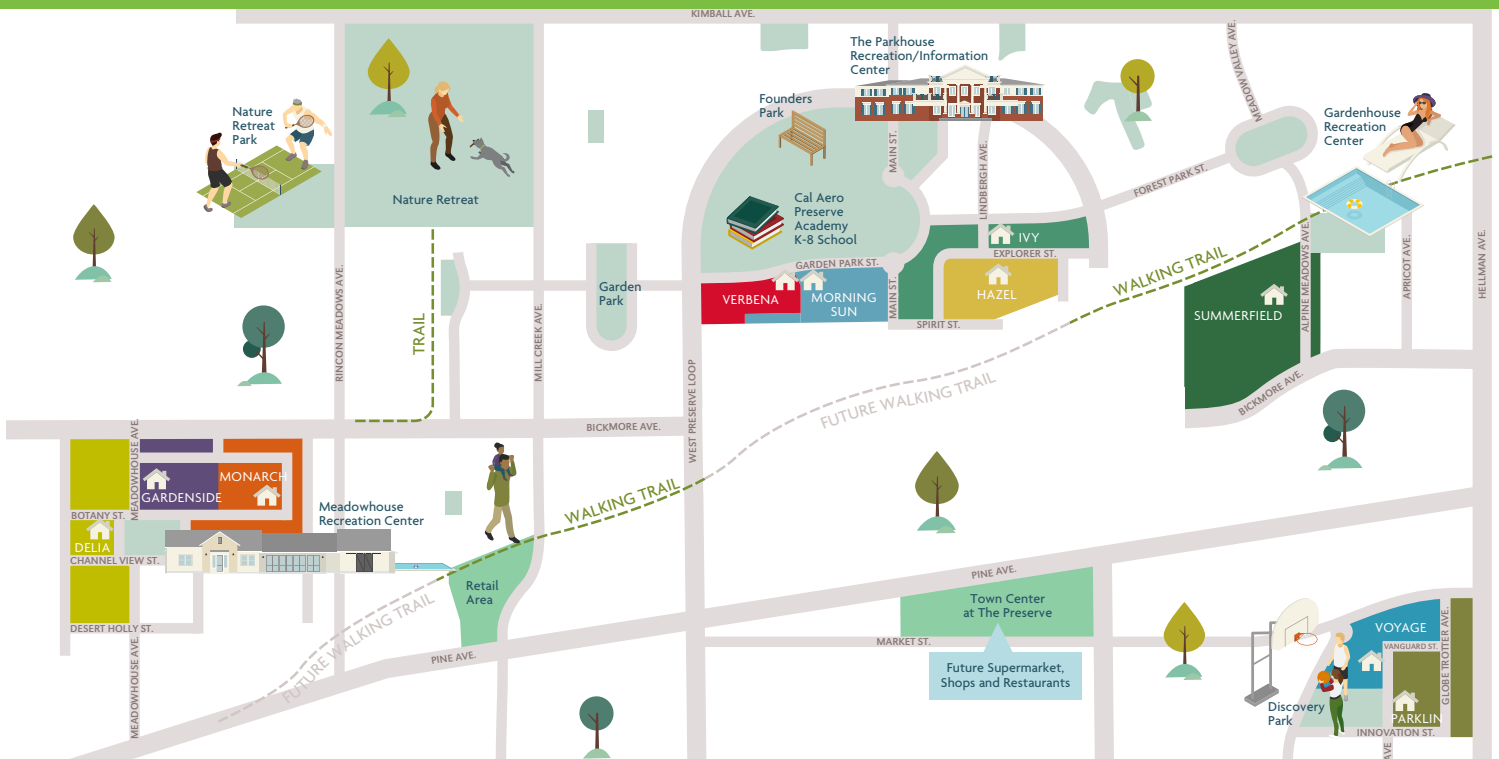 KIMBALL AVE.
The Parkhouse
Recreation/Information
Center
MEADOW VALLEY AVE.
Nature
Retreat
Park
Founders
Park
Gardenhouse
Recreation
Center
MAIN ST.
LINDBERGH AVE.
FOREST PARK ST.
Nature Retreat
Cal Aero
Preserve
Academy
K-8 School
IVY
EXPLORER ST.
GARDEN PARK ST.
WALKING TRAIL
ALPINE MEADOWS AVE.
APRICOT AVE.
HELLMAN AVE.
RINCON MEADOWS AVE.
TRAIL
MILL CREEK AVE.
Garden
Park
VERBENA
MORNING
SUN
MAIN ST.
HAZEL
SPIRIT ST.
SUMMERFIELD
WEST PRESERVE LOOP
FUTURE WALKING TRAIL
BICKMORE AVE.
BICKMORE AVE.
MEADOWHOUSE AVE.
GARDENSIDE
MONARCH
BOTANY ST.
DELIA
CHANNEL VIEW ST.
Meadowhouse
Recreation Center
WALKING TRAIL
Retail
Area
FUTURE WALKING TRAIL
DESERT HOLLY ST.
MEADOWHOUSE AVE.
PINE AVE.
PINE AVE.
Town Center
at The Preserve
MARKET ST.
Future Supermarket,
Shops and Restaurants
VOYAGE
VANGUARD ST.
GLOBE TROTTER AVE.
Discovery
Park
PARKLIN
INNOVATION ST.
AVE